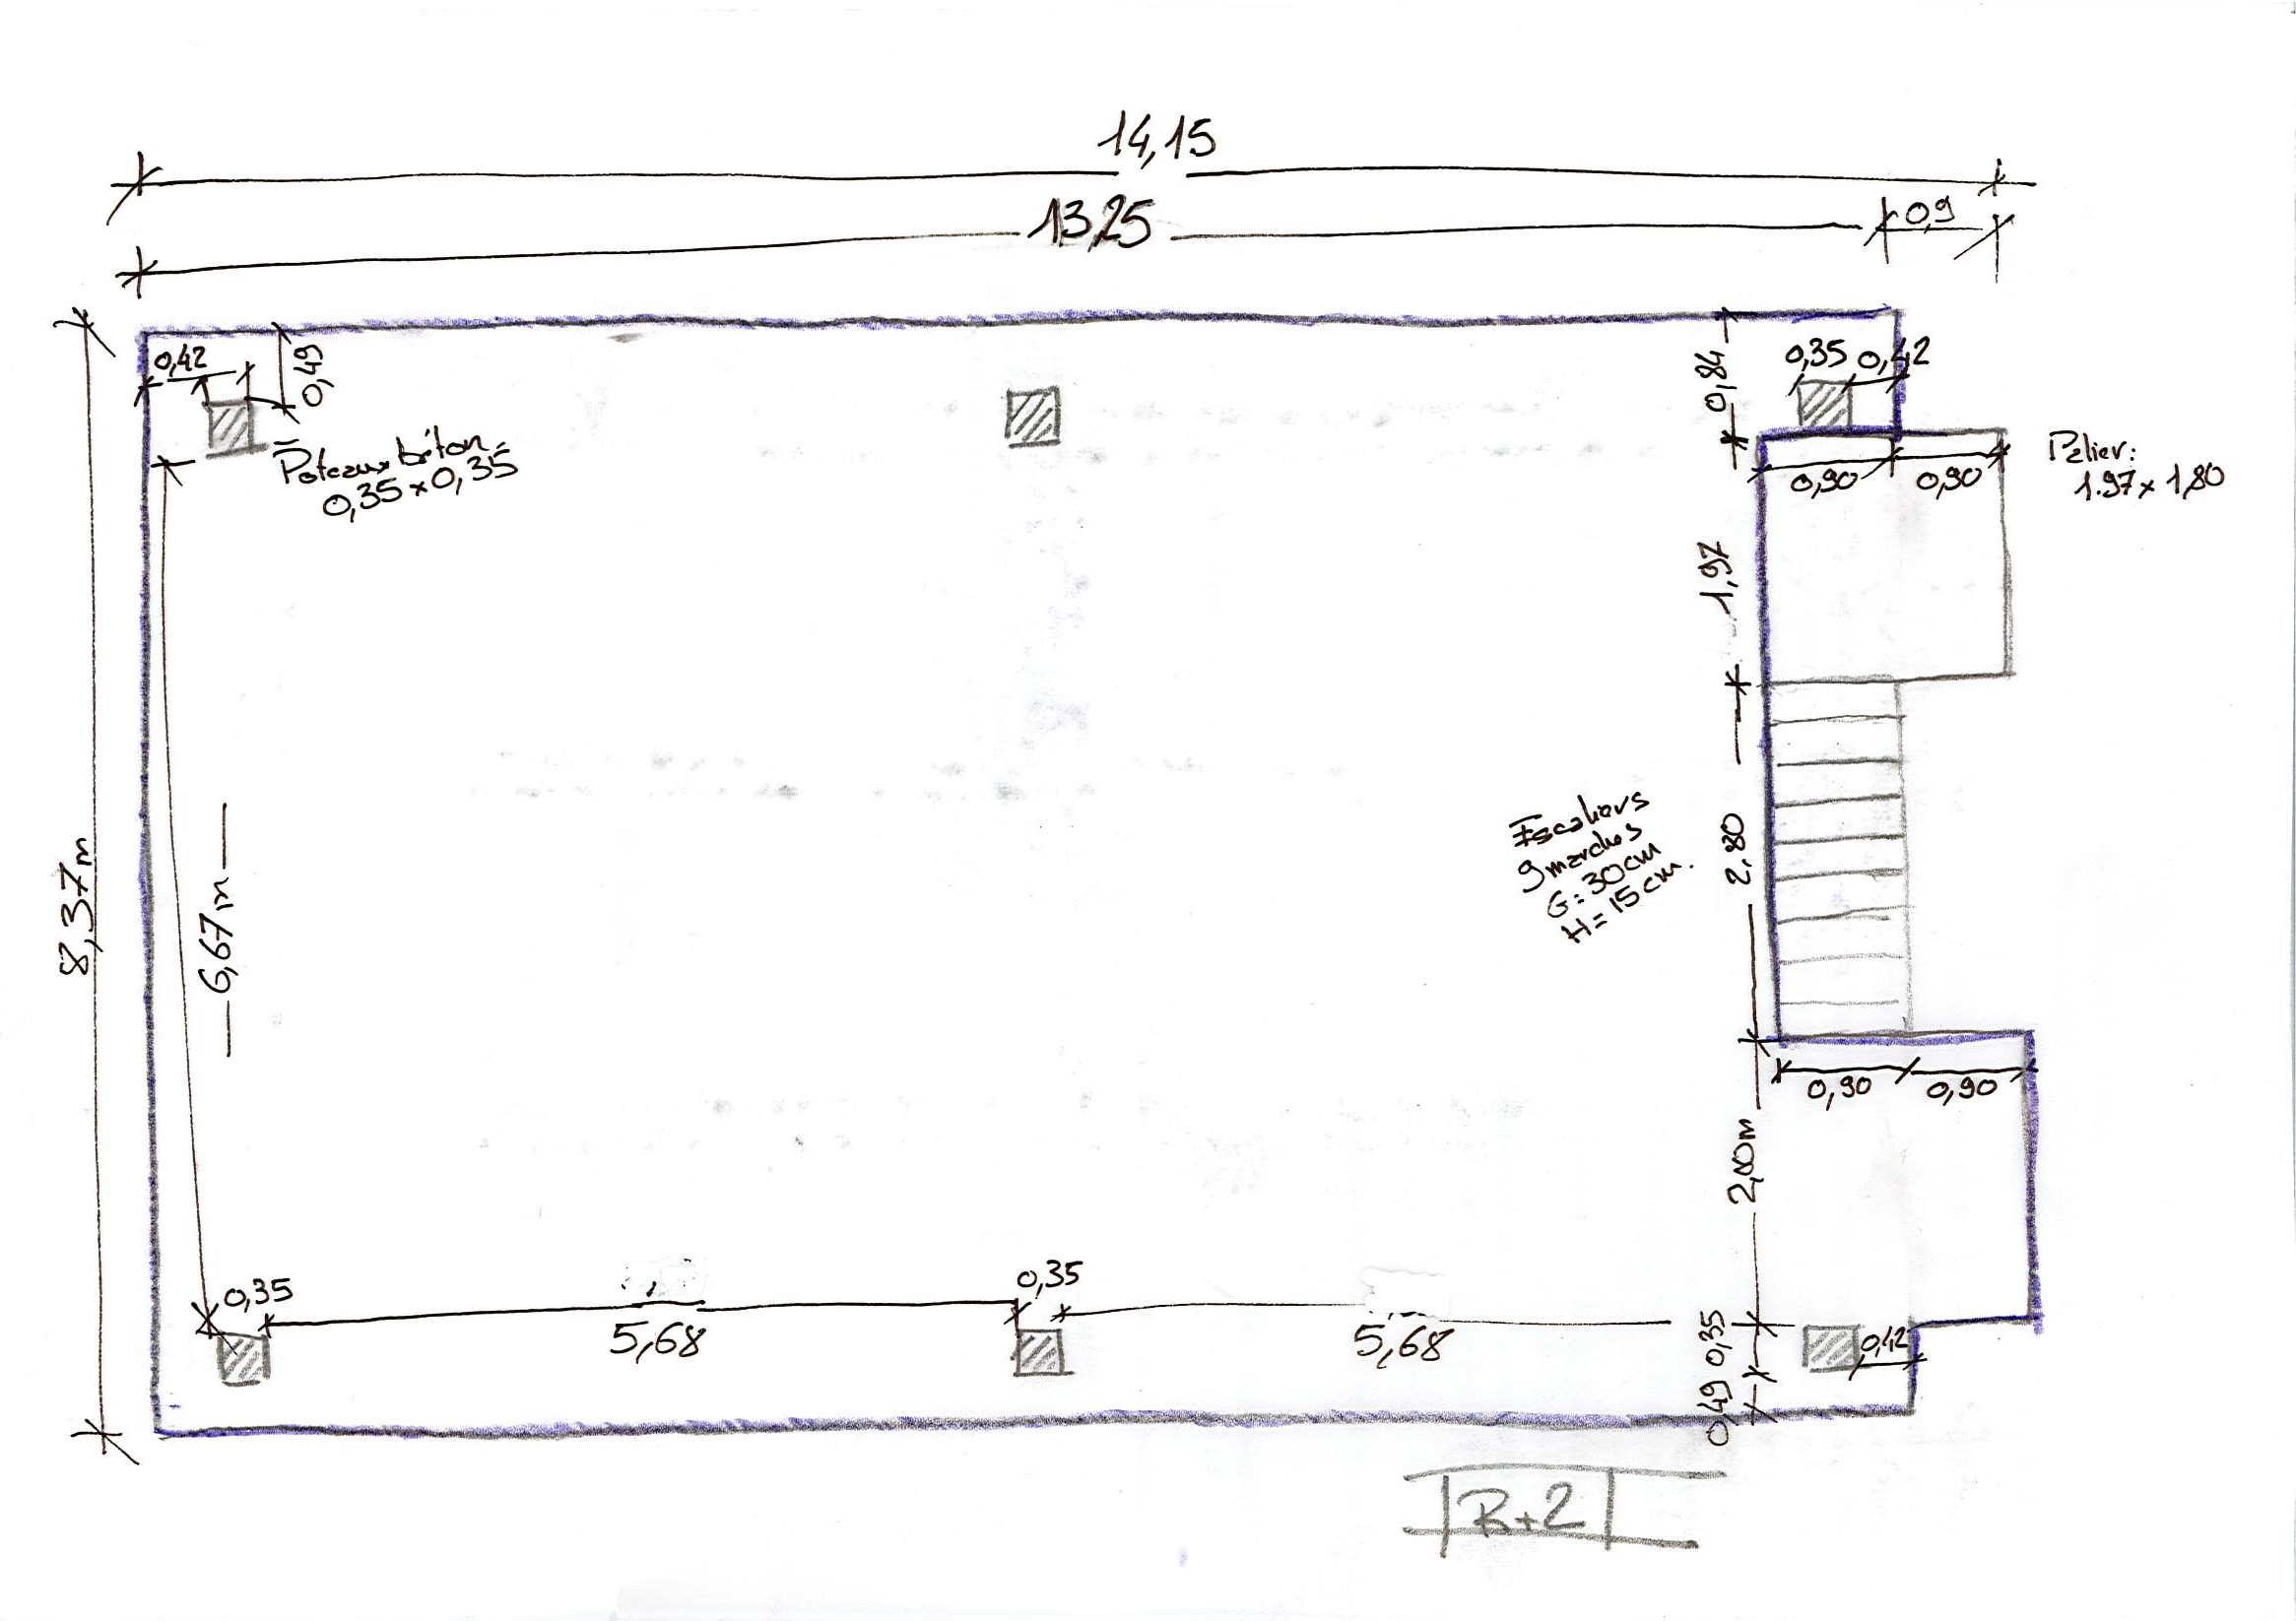 14,15
13,25
0,9
0,42
0,49
0,84
0,35
0,42
Poteaux béton =
0,35 x 0,35
0,90
0,90
Palier:
1.97 x 1,80
1,97
Escaliers
9 marches
G = 30cm
H = 15cm.
2.80
8,37m
6,67m
0,90
0,90
2,00m
0,35
5,68
0,35
5,68
0,35
0,42
0,49
R+2